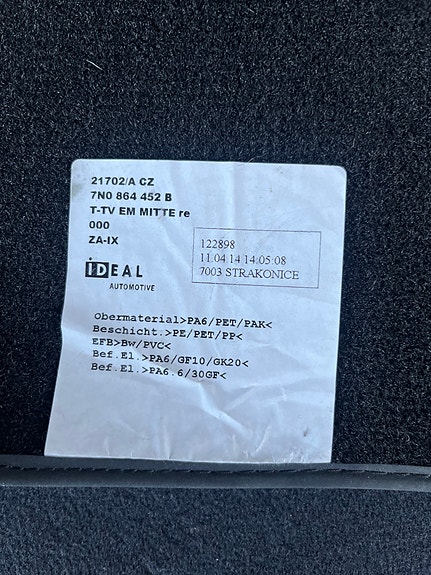 21702/A CZ
7N0 864 452 B
T-TV EM MITTE re
000
ZA-IX
122898
11.04 14 14:05:08
7003 STRAKONICE
iDEAL
AUTOMOTIVE
Obermaterial>PA6/PET/PAK<
Beschicht.>PE/PET/PP<
EFB>BW/PVC<
Bef.El.>PA6/GF10/GK20<
Bef.El.>PA6.6/30GF<